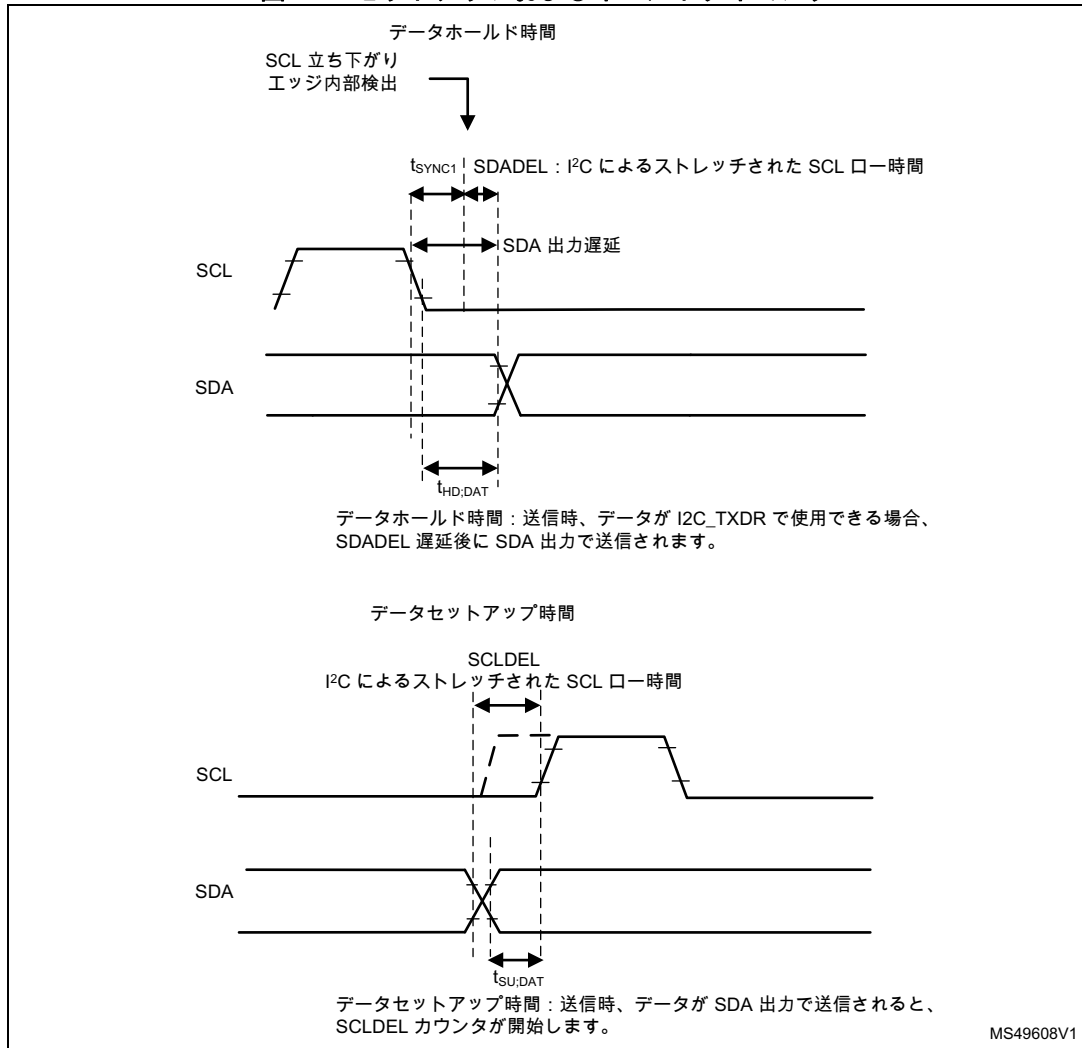 データホールド時間
SCL 立ち下がり
エッジ内部検出
tSYNC1
SDADEL：I2C によるストレッチされた SCL ロー時間
SDA 出力遅延
SCL
SDA
tHD;DAT
データホールド時間：送信時、データが I2C_TXDR で使用できる場合、
SDADEL 遅延後に SDA 出力で送信されます。
データセットアップ時間
SCLDEL
I2C によるストレッチされた SCL ロー時間
SCL
SDA
tSU;DAT
データセットアップ時間：送信時、データが SDA 出力で送信されると、
SCLDEL カウンタが開始します。
MS49608V1